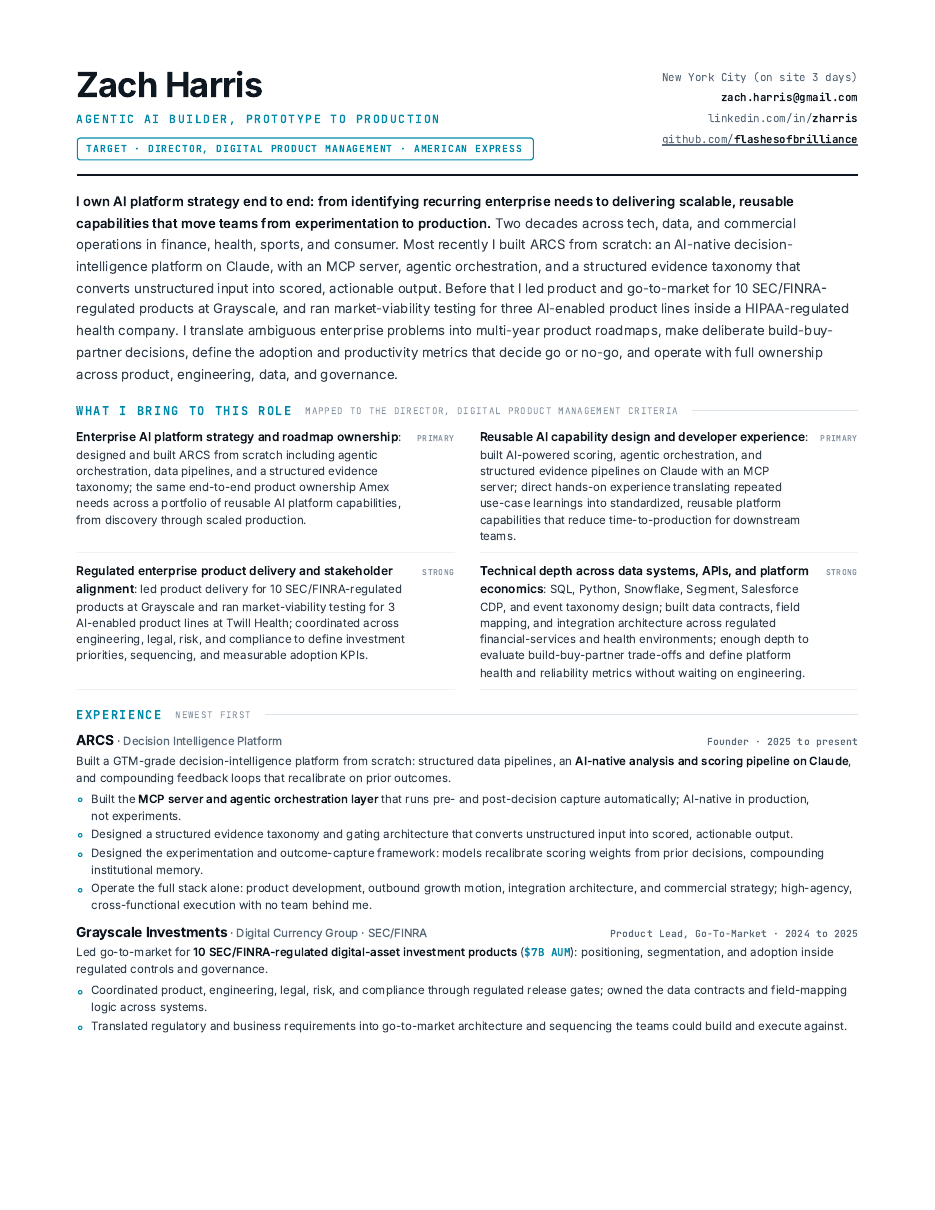 Zach Harris
New York City (on site 3 days)
zach.harris@gmail.com
AGENTIC AI BUILDER, PROTOTYPE TO PRODUCTION
linkedin.com/in/zharris
github.com/flashesofbrilliance
TARGET · DIRECTOR, DIGITAL PRODUCT MANAGEMENT · AMERICAN EXPRESS
I own AI platform strategy end to end: from identifying recurring enterprise needs to delivering scalable, reusable
capabilities that move teams from experimentation to production. Two decades across tech, data, and commercial
operations in finance, health, sports, and consumer. Most recently I built ARCS from scratch: an AI-native decision-
intelligence platform on Claude, with an MCP server, agentic orchestration, and a structured evidence taxonomy that
converts unstructured input into scored, actionable output. Before that I led product and go-to-market for 10 SEC/FINRA-
regulated products at Grayscale, and ran market-viability testing for three AI-enabled product lines inside a HIPAA-regulated
health company. I translate ambiguous enterprise problems into multi-year product roadmaps, make deliberate build-buy-
partner decisions, define the adoption and productivity metrics that decide go or no-go, and operate with full ownership
across product, engineering, data, and governance.
WHAT I BRING TO THIS ROLE MAPPED TO THE DIRECTOR, DIGITAL PRODUCT MANAGEMENT CRITERIA
Enterprise AI platform strategy and roadmap ownership: PRIMARY
designed and built ARCS from scratch including agentic
orchestration, data pipelines, and a structured evidence
taxonomy; the same end-to-end product ownership Amex
needs across a portfolio of reusable AI platform capabilities,
from discovery through scaled production.
Reusable AI capability design and developer experience: PRIMARY
built AI-powered scoring, agentic orchestration, and
structured evidence pipelines on Claude with an MCP
server; direct hands-on experience translating repeated
use-case learnings into standardized, reusable platform
capabilities that reduce time-to-production for downstream
teams.
Regulated enterprise product delivery and stakeholder STRONG
alignment: led product delivery for 10 SEC/FINRA-regulated
products at Grayscale and ran market-viability testing for 3
AI-enabled product lines at Twill Health; coordinated across
engineering, legal, risk, and compliance to define investment
priorities, sequencing, and measurable adoption KPIs.
Technical depth across data systems, APIs, and platform STRONG
economics: SQL, Python, Snowflake, Segment, Salesforce
CDP, and event taxonomy design; built data contracts, field
mapping, and integration architecture across regulated
financial-services and health environments; enough depth to
evaluate build-buy-partner trade-offs and define platform
health and reliability metrics without waiting on engineering.
EXPERIENCE NEWEST FIRST
ARCS · Decision Intelligence Platform Founder · 2025 to present
Built a GTM-grade decision-intelligence platform from scratch: structured data pipelines, an AI-native analysis and scoring pipeline on Claude,
and compounding feedback loops that recalibrate on prior outcomes.
Built the MCP server and agentic orchestration layer that runs pre- and post-decision capture automatically; AI-native in production,
not experiments.
Designed a structured evidence taxonomy and gating architecture that converts unstructured input into scored, actionable output.
Designed the experimentation and outcome-capture framework: models recalibrate scoring weights from prior decisions, compounding
institutional memory.
Operate the full stack alone: product development, outbound growth motion, integration architecture, and commercial strategy; high-agency,
cross-functional execution with no team behind me.
Grayscale Investments · Digital Currency Group · SEC/FINRA Product Lead, Go-To-Market · 2024 to 2025
Led go-to-market for 10 SEC/FINRA-regulated digital-asset investment products ($7B AUM): positioning, segmentation, and adoption inside
regulated controls and governance.
Coordinated product, engineering, legal, risk, and compliance through regulated release gates; owned the data contracts and field-mapping
logic across systems.
Translated regulatory and business requirements into go-to-market architecture and sequencing the teams could build and execute against.